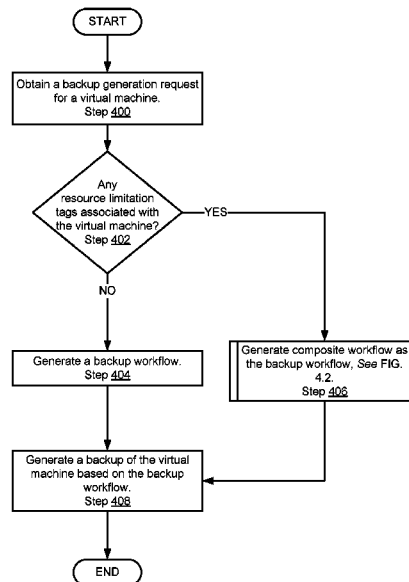 START
Obtain a backup generation request
for a virtual machine.
Step 400
Any
resource limitation
tags associated with
the virtual machine?
Step 402
YES
NO
Generate a backup workflow.
Step 404
Generate composite workflow as
the backup workflow, See FIG.
4.2.
Step 406
Generate a backup of the virtual
machine based on the backup
workflow.
Step 408
END